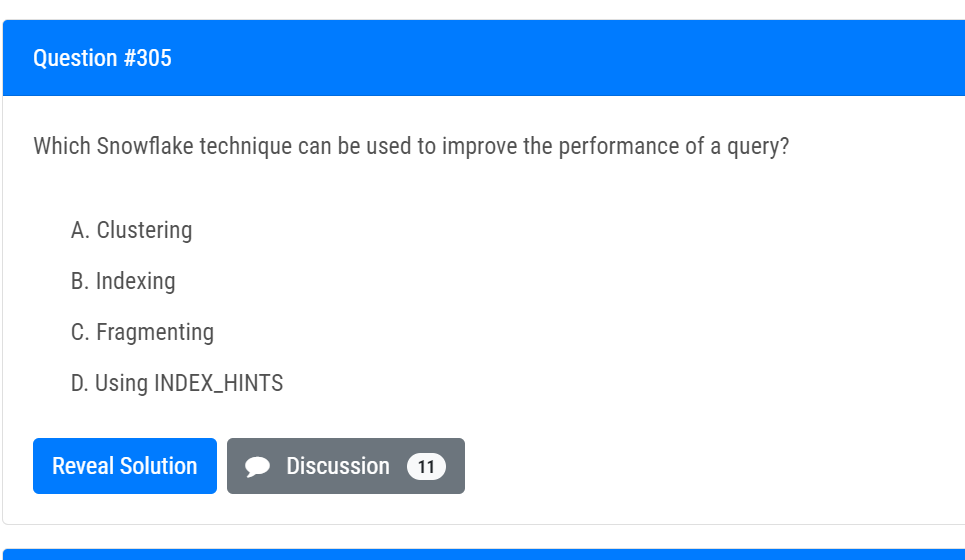 Question #305
Which Snowflake technique can be used to improve the performance of a query?
A. Clustering
B. Indexing
C. Fragmenting
D. Using INDEX_HINTS
Reveal Solution Discussion 11